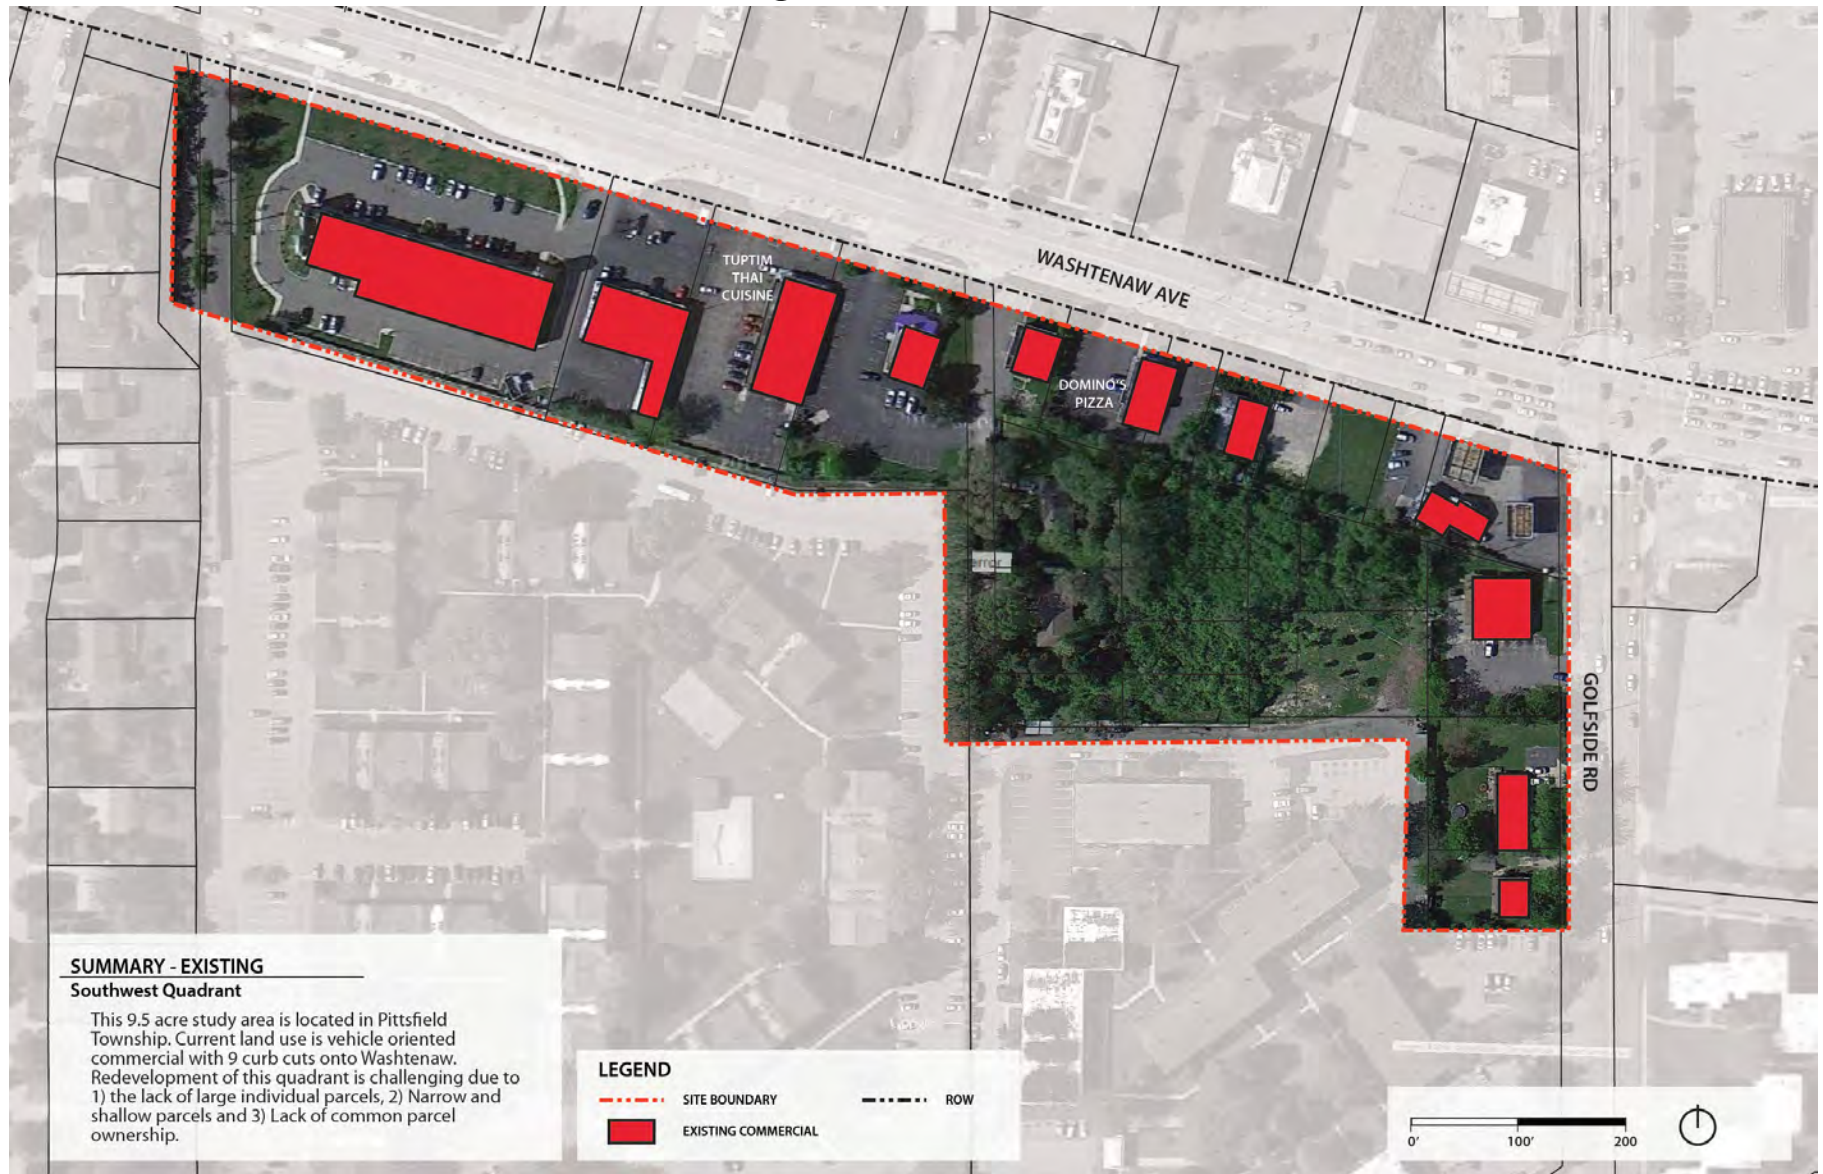 TUPTIM
THAI
CUISINE
WASHTENAW AVE
DOMINO'S
PIZZA
error
GOLFSIDE RD
SUMMARY - EXISTING
Southwest Quadrant
This 9.5 acre study area is located in Pittsfield
Township. Current land use is vehicle oriented
commercial with 9 curb cuts onto Washtenaw.
Redevelopment of this quadrant is challenging due to
1) the lack of large individual parcels, 2) Narrow and
shallow parcels and 3) Lack of common parcel
ownership.
LEGEND
SITE BOUNDARY
ROW
EXISTING COMMERCIAL
0'
100'
200